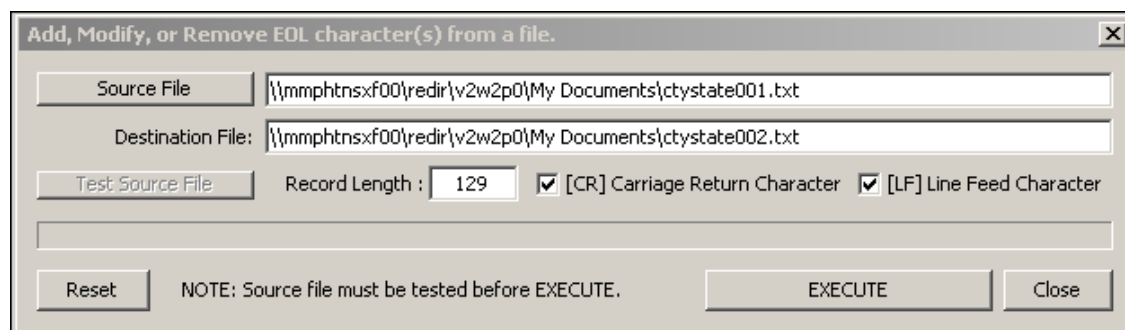 Add, Modify, or Remove EOL character(s) from a file.
Source File \\mmphtnsxf00\redir\v2w2p0\My Documents\ctystate001.txt
Destination File: \\mmphtnsxf00\redir\v2w2p0\My Documents\ctystate002.txt
Test Source File Record Length : 129 [CR] Carriage Return Character [LF] Line Feed Character
Reset NOTE: Source file must be tested before EXECUTE. EXECUTE Close